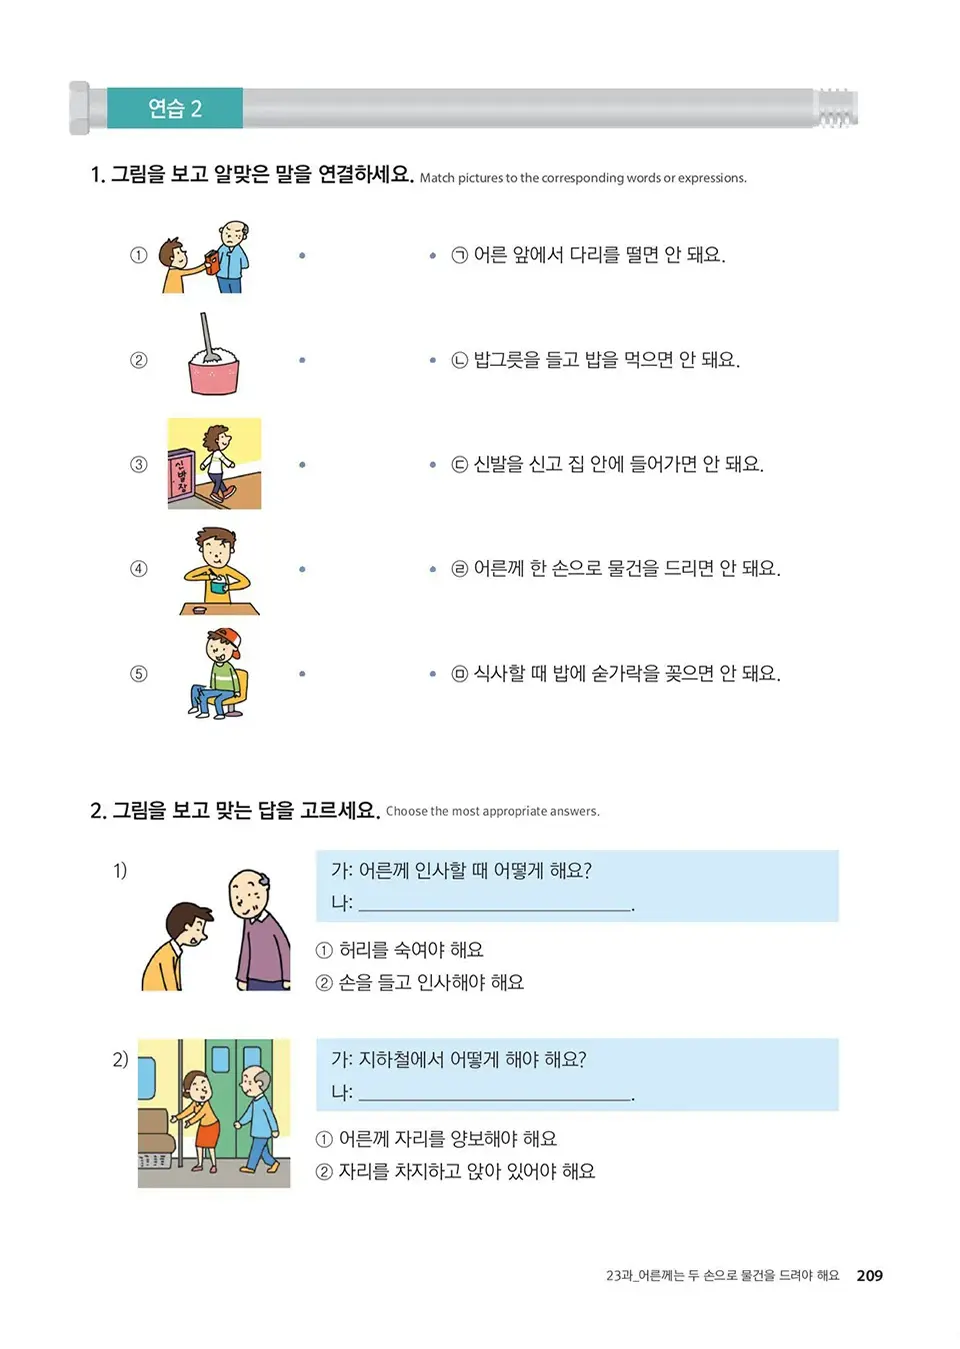 연습 2
1. 그림을 보고 알맞은 말을 연결하세요. Match pictures to the corresponding words or expressions.
① ㉠ 어른 앞에서 다리를 떨면 안 돼요.
② ㉡ 밥그릇을 들고 밥을 먹으면 안 돼요.
③ 신발장 ㉢ 신발을 신고 집 안에 들어가면 안 돼요.
④ ㉣ 어른께 한 손으로 물건을 드리면 안 돼요.
⑤ ㉤ 식사할 때 밥에 숟가락을 꽂으면 안 돼요.
2. 그림을 보고 맞는 답을 고르세요. Choose the most appropriate answers.
1) 가: 어른께 인사할 때 어떻게 해요?
나: ______________________.
① 허리를 숙여야 해요
② 손을 들고 인사해야 해요
2) 가: 지하철에서 어떻게 해야 해요?
나: ______________________.
① 어른께 자리를 양보해야 해요
② 자리를 차지하고 앉아 있어야 해요
23과_어른께는 두 손으로 물건을 드려야 해요 209